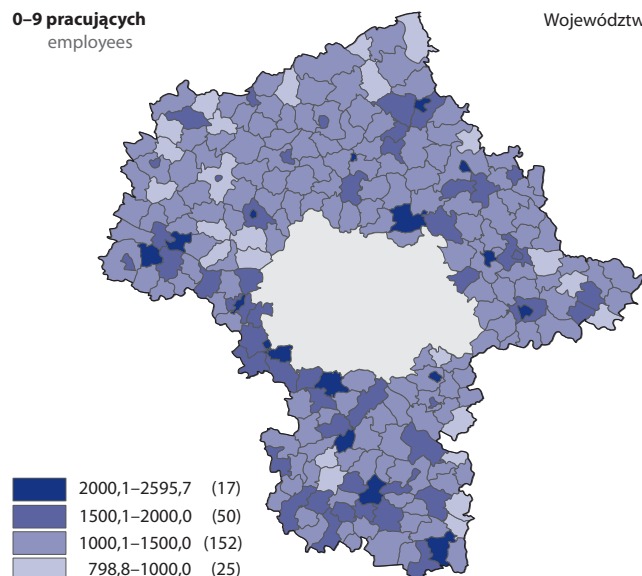 0–9 pracujących
employees
Województw
2000,1–2595,7 (17)
1500,1–2000,0 (50)
1000,1–1500,0 (152)
798,8–1000,0 (25)